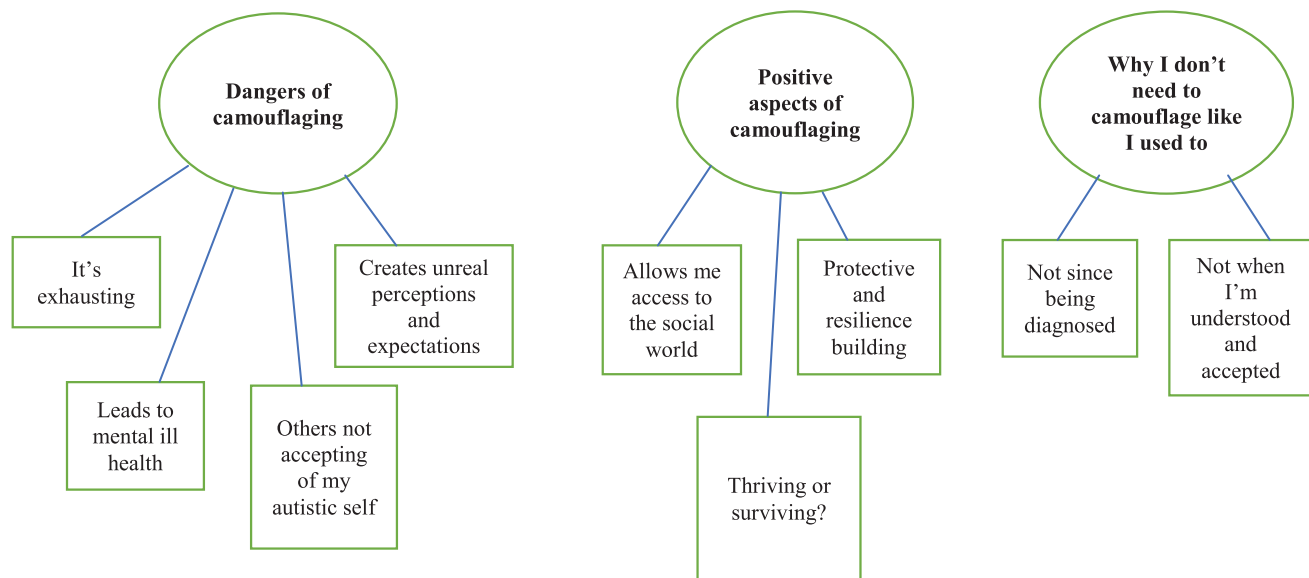 Dangers of
camouflaging
It’s
exhausting
Leads to
mental ill
health
Others not
accepting
of my
autistic self
Creates unreal
perceptions
and
expectations
Positive
aspects of
camouflaging
Allows me
access to
the social
world
Thriving or
surviving?
Protective
and
resilience
building
Why I don’t
need to
camouflage like
I used to
Not since
being
diagnosed
Not when
I’m
understood
and
accepted